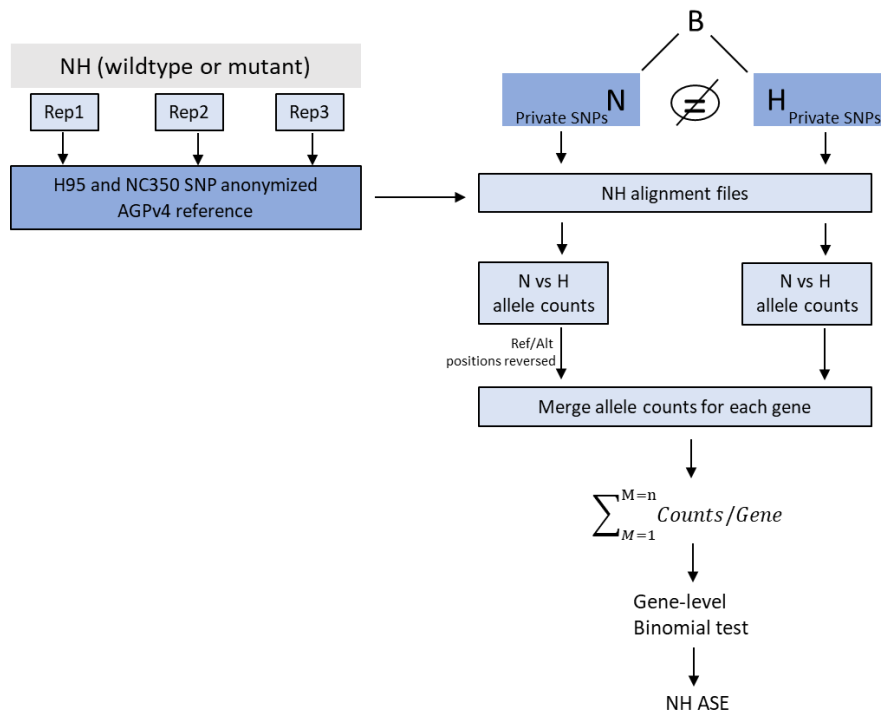 NH (wildtype or mutant)
Rep1
Rep2
Rep3
H95 and NC350 SNP anonymized
AGPv4 reference
B
N
Private SNPs
≠
H
Private SNPs
NH alignment files
N vs H
allele counts
N vs H
allele counts
Ref/Alt
positions reversed
Merge allele counts for each gene
∑ M=1 M=n Counts/Gene
Gene-level
Binomial test
NH ASE